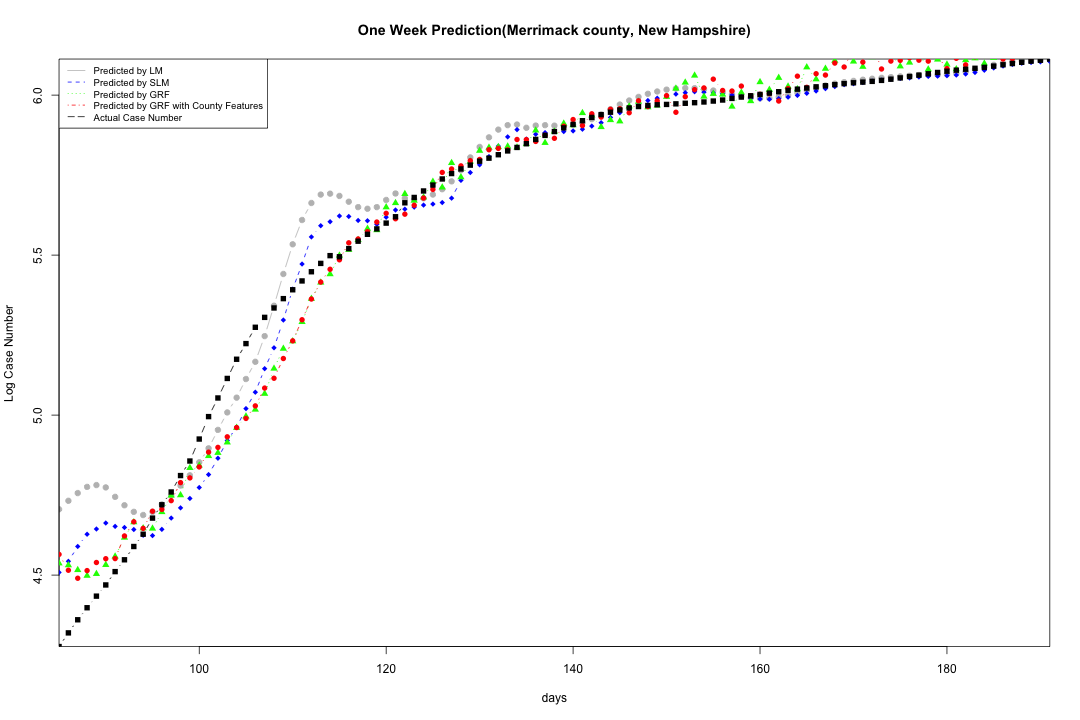 One Week Prediction(Merrimack county, New Hampshire)
Predicted by LM
Predicted by SLM
Predicted by GRF
Predicted by GRF with County Features
Actual Case Number
Log Case Number
6.0
5.5
5.0
4.5
100
120
140
160
180
days